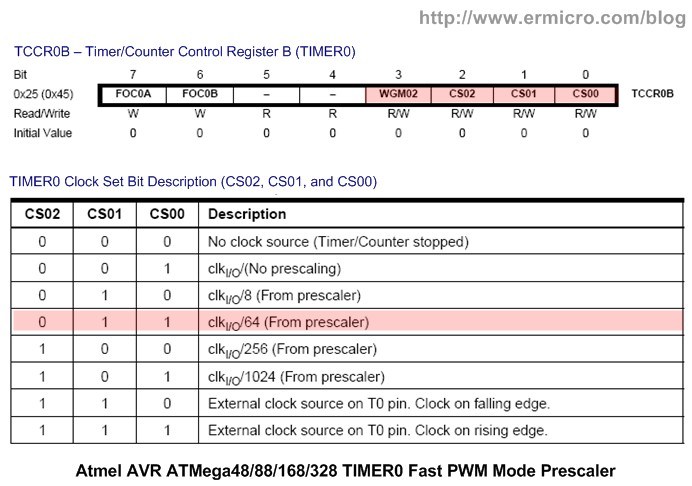 http://www.ermicro.com/blog
TCCR0B – Timer/Counter Control Register B (TIMER0)
Bit 7 6 5 4 3 2 1 0
0x25 (0x45) FOC0A FOC0B – – WGM02 CS02 CS01 CS00 TCCR0B
Read/Write W W R R R/W R/W R/W R/W
Initial Value 0 0 0 0 0 0 0 0
TIMER0 Clock Set Bit Description (CS02, CS01, and CS00)
CS02 CS01 CS00 Description
0 0 0 No clock source (Timer/Counter stopped)
0 0 1 clkI/O/(No prescaling)
0 1 0 clkI/O/8 (From prescaler)
0 1 1 clkI/O/64 (From prescaler)
1 0 0 clkI/O/256 (From prescaler)
1 0 1 clkI/O/1024 (From prescaler)
1 1 0 External clock source on T0 pin. Clock on falling edge.
1 1 1 External clock source on T0 pin. Clock on rising edge.
Atmel AVR ATMega48/88/168/328 TIMER0 Fast PWM Mode Prescaler